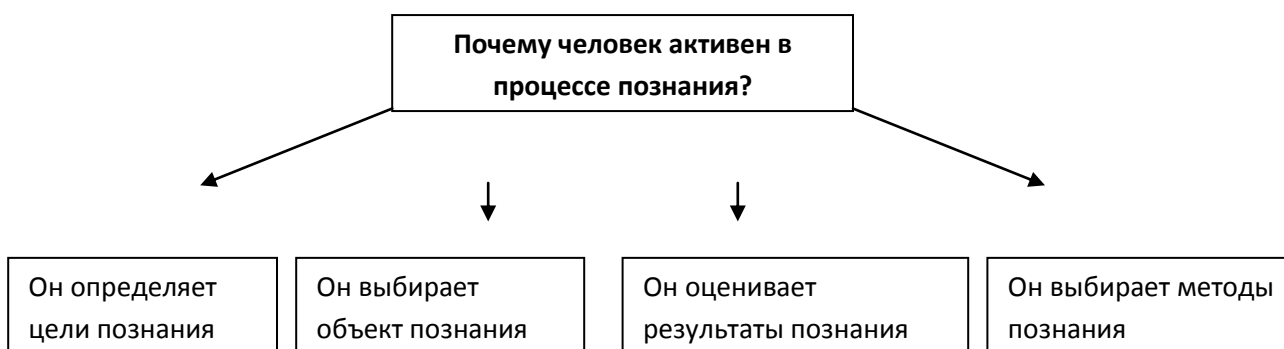 Почему человек активен в
процессе познания?
Он определяет
цели познания
Он выбирает
объект познания
Он оценивает
результаты познания
Он выбирает методы
познания